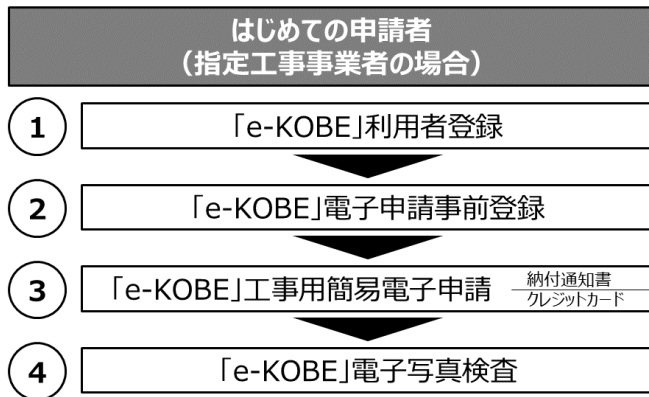 はじめての申請者
（指定工事事業者の場合）
1 「e-KOBE」利用者登録
2 「e-KOBE」電子申請事前登録
3 「e-KOBE」工事用簡易電子申請 納付通知書
クレジットカード
4 「e-KOBE」電子写真検査